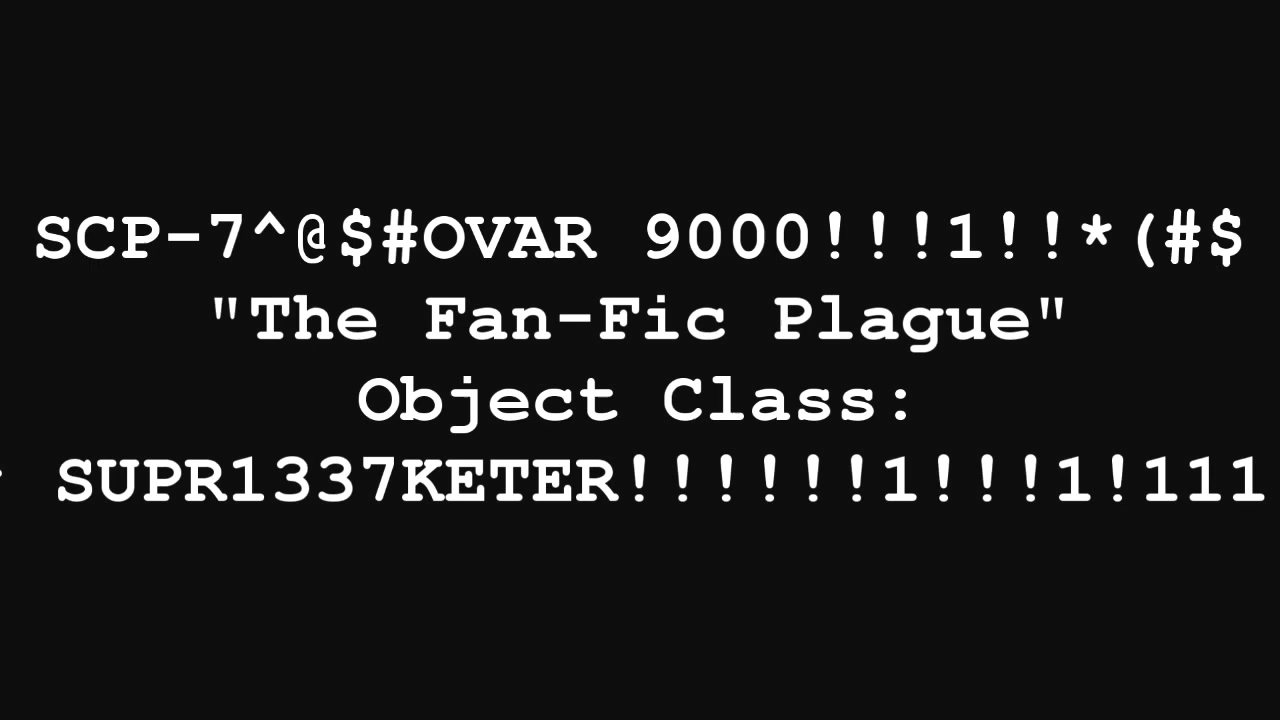 SCP-7^@$#OVAR 9000!!!1!!*(#$
"The Fan-Fic Plague"
Object Class:
SUPR1337KETER!!!!!!1!!!1!111